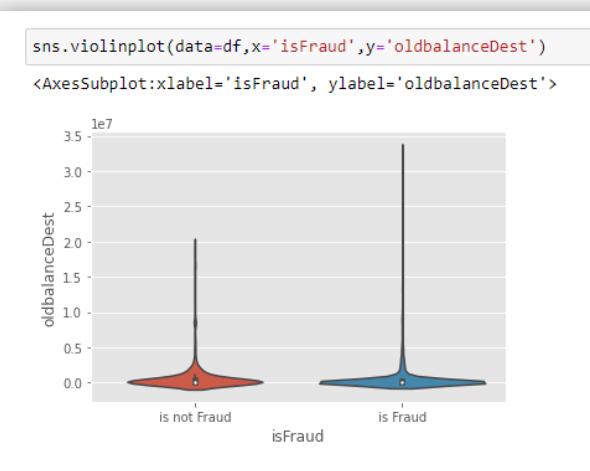 sns.violinplot(data=df,x='isFraud',y='oldbalanceDest')
<AxesSubplot:xlabel='isFraud', ylabel='oldbalanceDest'>
1e7
3.5
3.0
2.5
2.0
1.5
1.0
0.5
0.0
oldbalanceDest
is not Fraud
is Fraud
isFraud